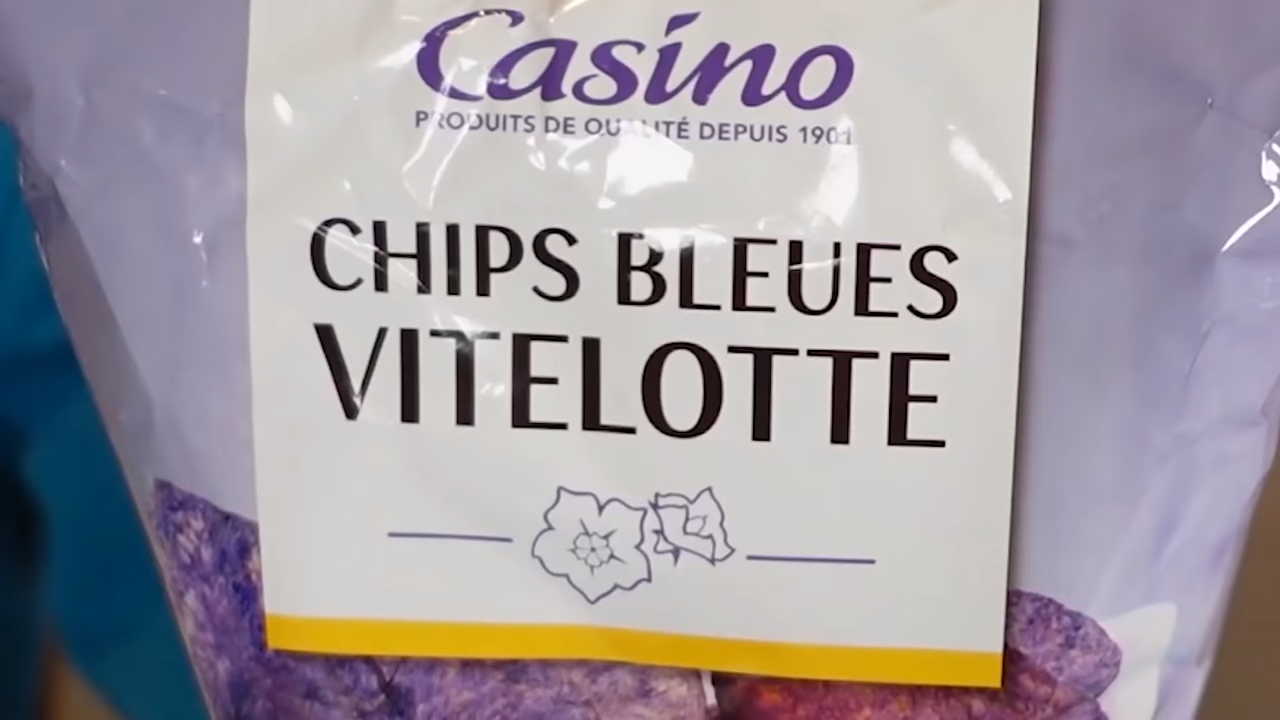 Casino
PRODUITS DE QUALITÉ DEPUIS 1901
CHIPS BLEUES
VITELOTTE